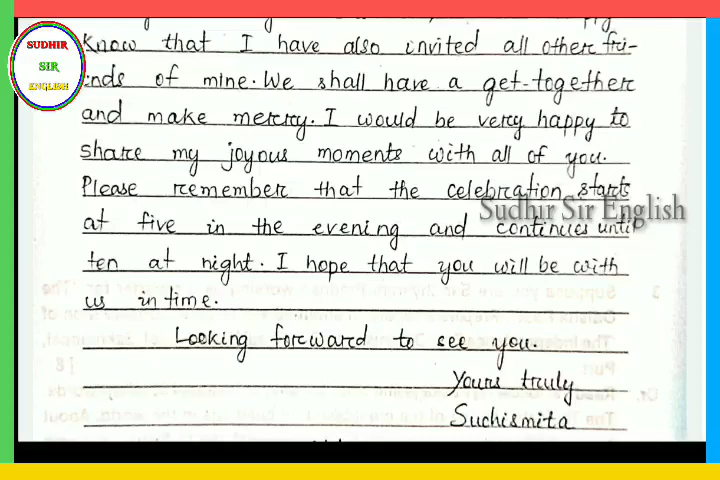 SUDHIR
SIR
ENGLISH
Know that I have also invited all other fri-
ends of mine. We shall have a get-together
and make merry. I would be very happy to
share my joyous moments with all of you.
Please remember that the celebration starts
Sudhir Sir English
at five in the evening and continues until
ten at night. I hope that you will be with
us in time.
Looking forward to see you.
Yours truly
Suchismita